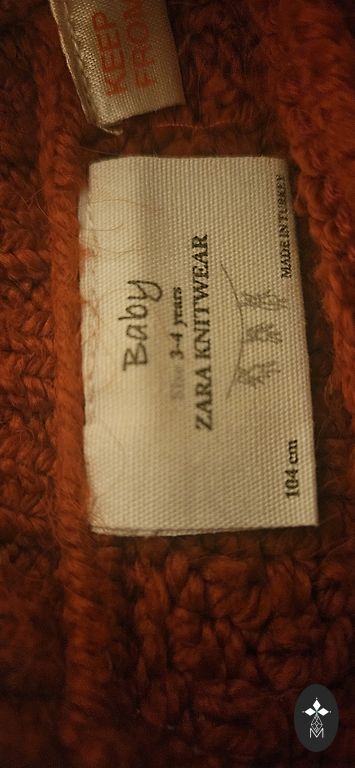 KEEP
FROM
Baby
Size 3-4 years
ZARA KNITWEAR
MADE IN TURKEY
104 cm
M